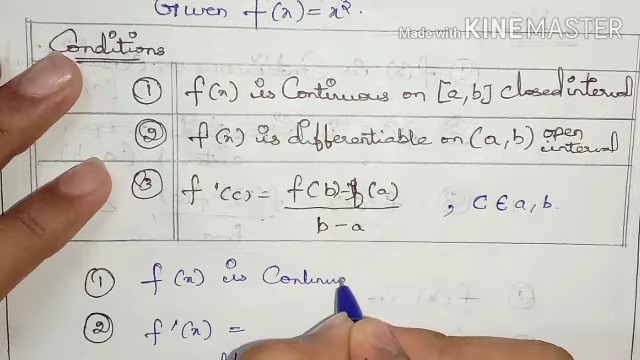 Given f(x) = x².
Made with KINEMASTER
Conditions
① f(x) is Continuous on [a,b] closed interval
② f(x) is differentiable on (a,b) open interval
③ f'(c) = f(b)-f(a) / b-a ; C ∈ a, b.
① f(x) is Continu
② f'(x) =